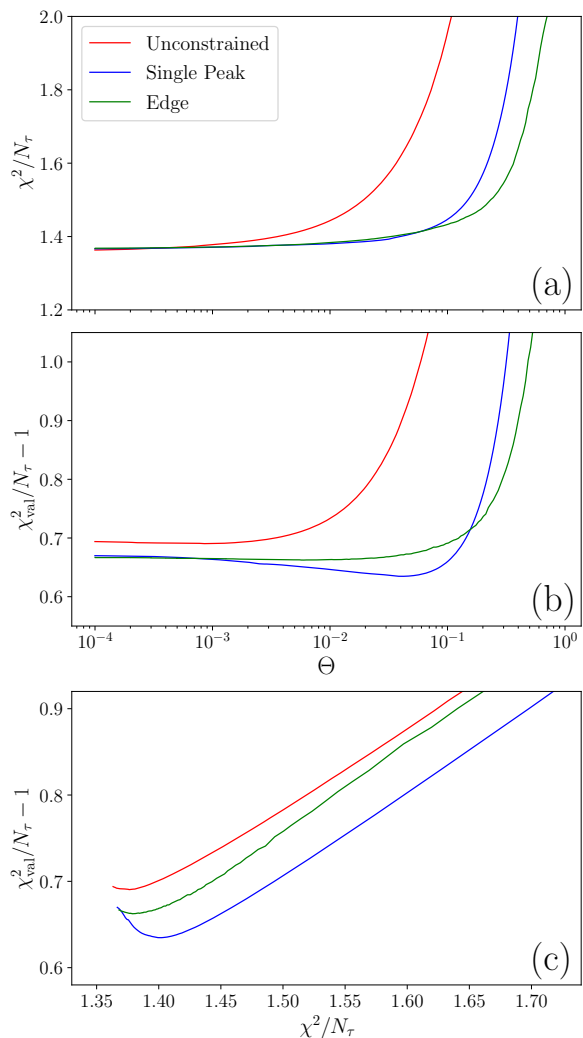 2.0
1.8
1.6
1.4
1.2
χ²/N_τ
Unconstrained
Single Peak
Edge
(a)
1.0
0.9
0.8
0.7
0.6
χ²_val/N_τ − 1
(b)
10⁻⁴ 10⁻³ 10⁻² 10⁻¹ 10⁰
Θ
0.9
0.8
0.7
0.6
χ²_val/N_τ − 1
(c)
1.35 1.40 1.45 1.50 1.55 1.60 1.65 1.70
χ²/N_τ